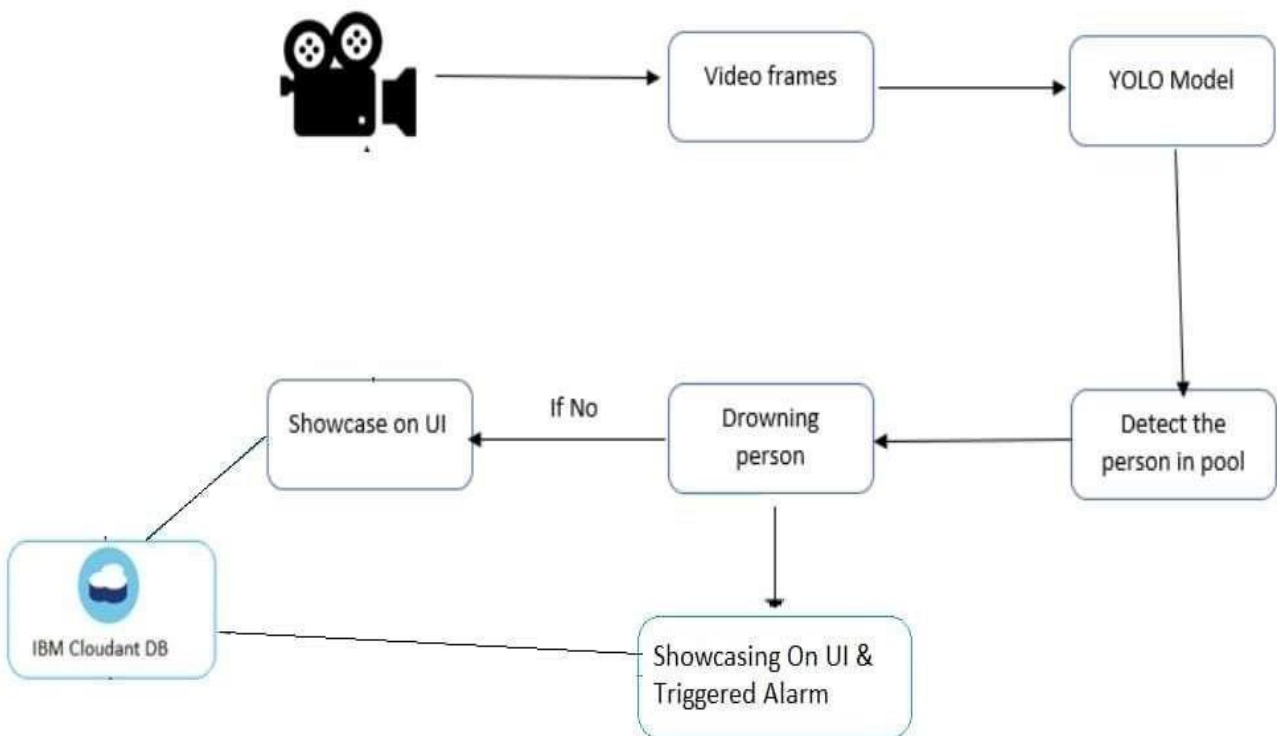 Video frames
YOLO Model
Detect the
person in pool
Drowning
person
If No
Showcase on UI
IBM Cloudant DB
Showcasing On UI &
Triggered Alarm